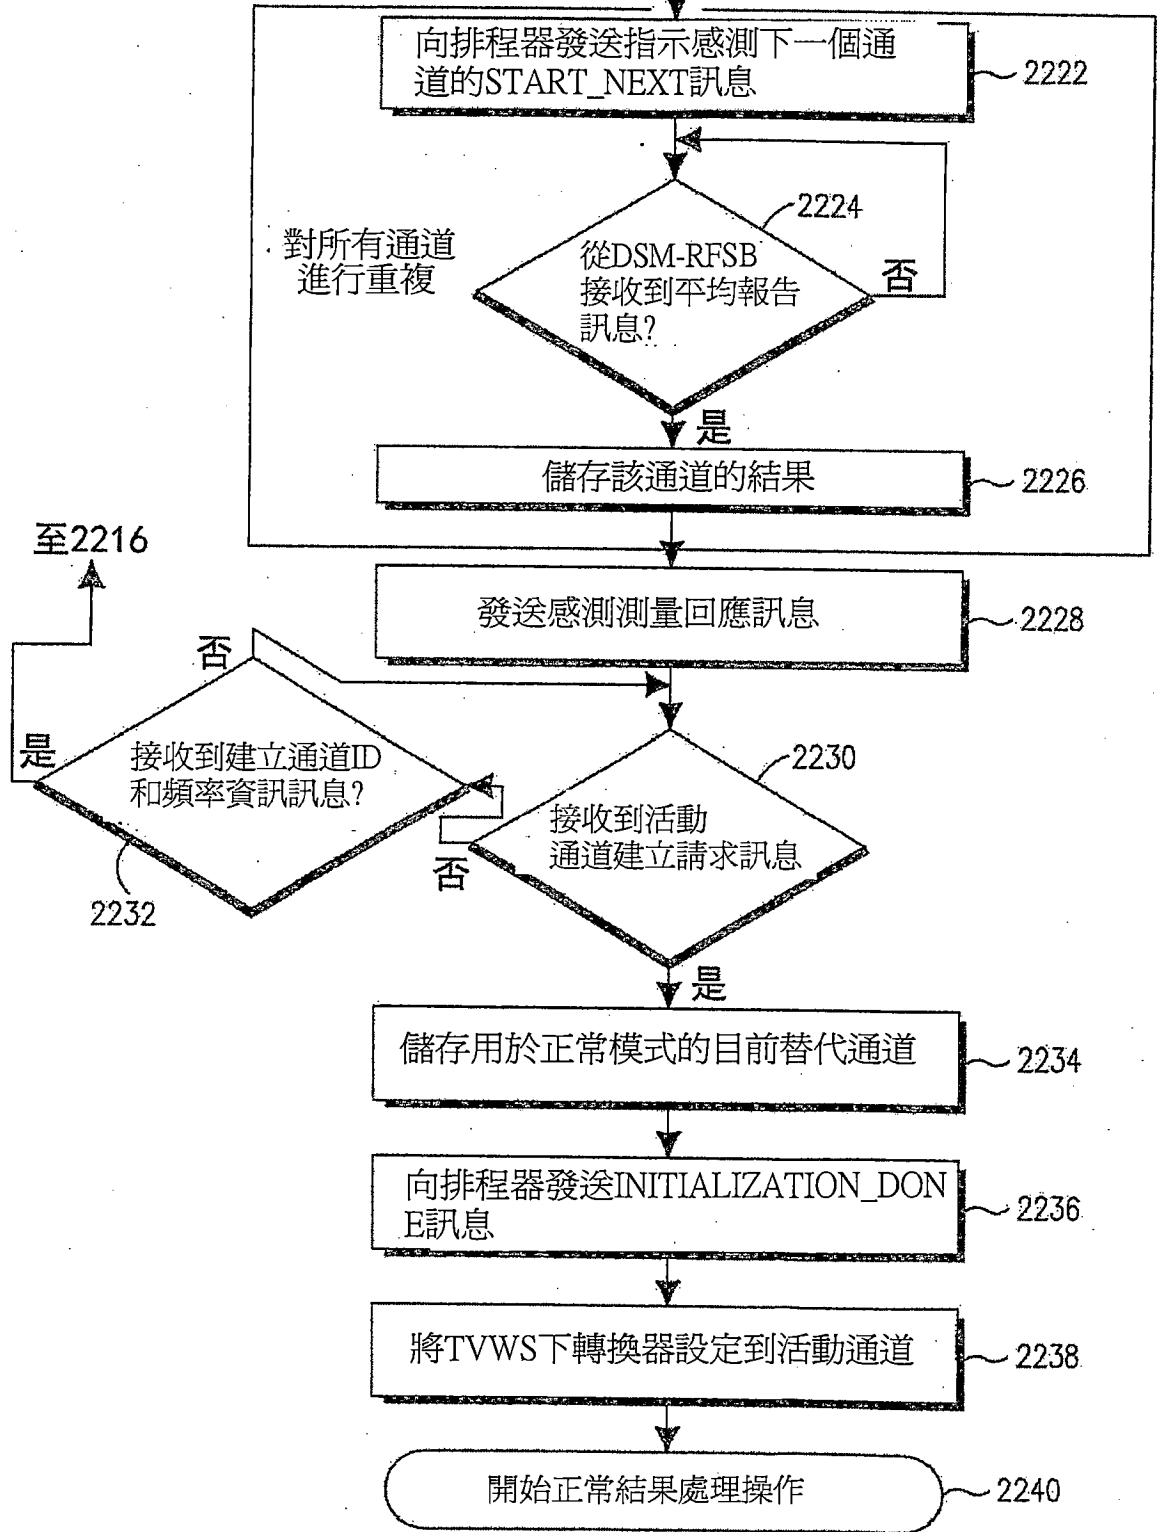 向排程器發送指示感測下一個通
道的START_NEXT訊息
2222
2224
對所有通道
進行重複
從DSM-RFSB
接收到平均報告
訊息?
否
是
儲存該通道的結果
2226
至2216
發送感測測量回應訊息
2228
否
是
接收到建立通道ID
和頻率資訊訊息?
2232
2230
接收到活動
通道建立請求訊息
否
是
儲存用於正常模式的目前替代通道
2234
向排程器發送INITIALIZATION_DON
E訊息
2236
將TVWS下轉換器設定到活動通道
2238
開始正常結果處理操作
2240